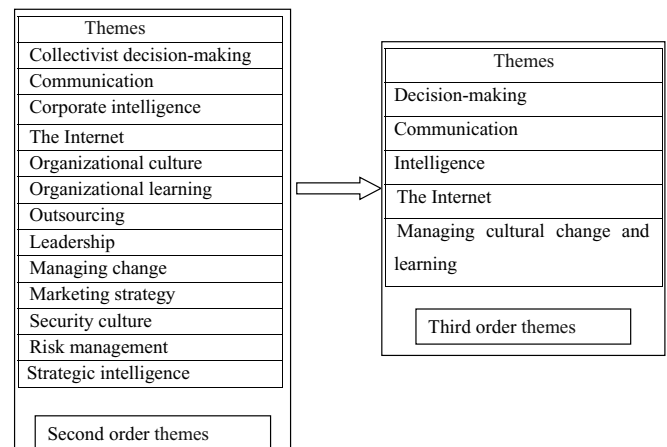 Themes
Collectivist decision-making
Communication
Corporate intelligence
The Internet
Organizational culture
Organizational learning
Outsourcing
Leadership
Managing change
Marketing strategy
Security culture
Risk management
Strategic intelligence
Second order themes
Themes
Decision-making
Communication
Intelligence
The Internet
Managing cultural change and
learning
Third order themes